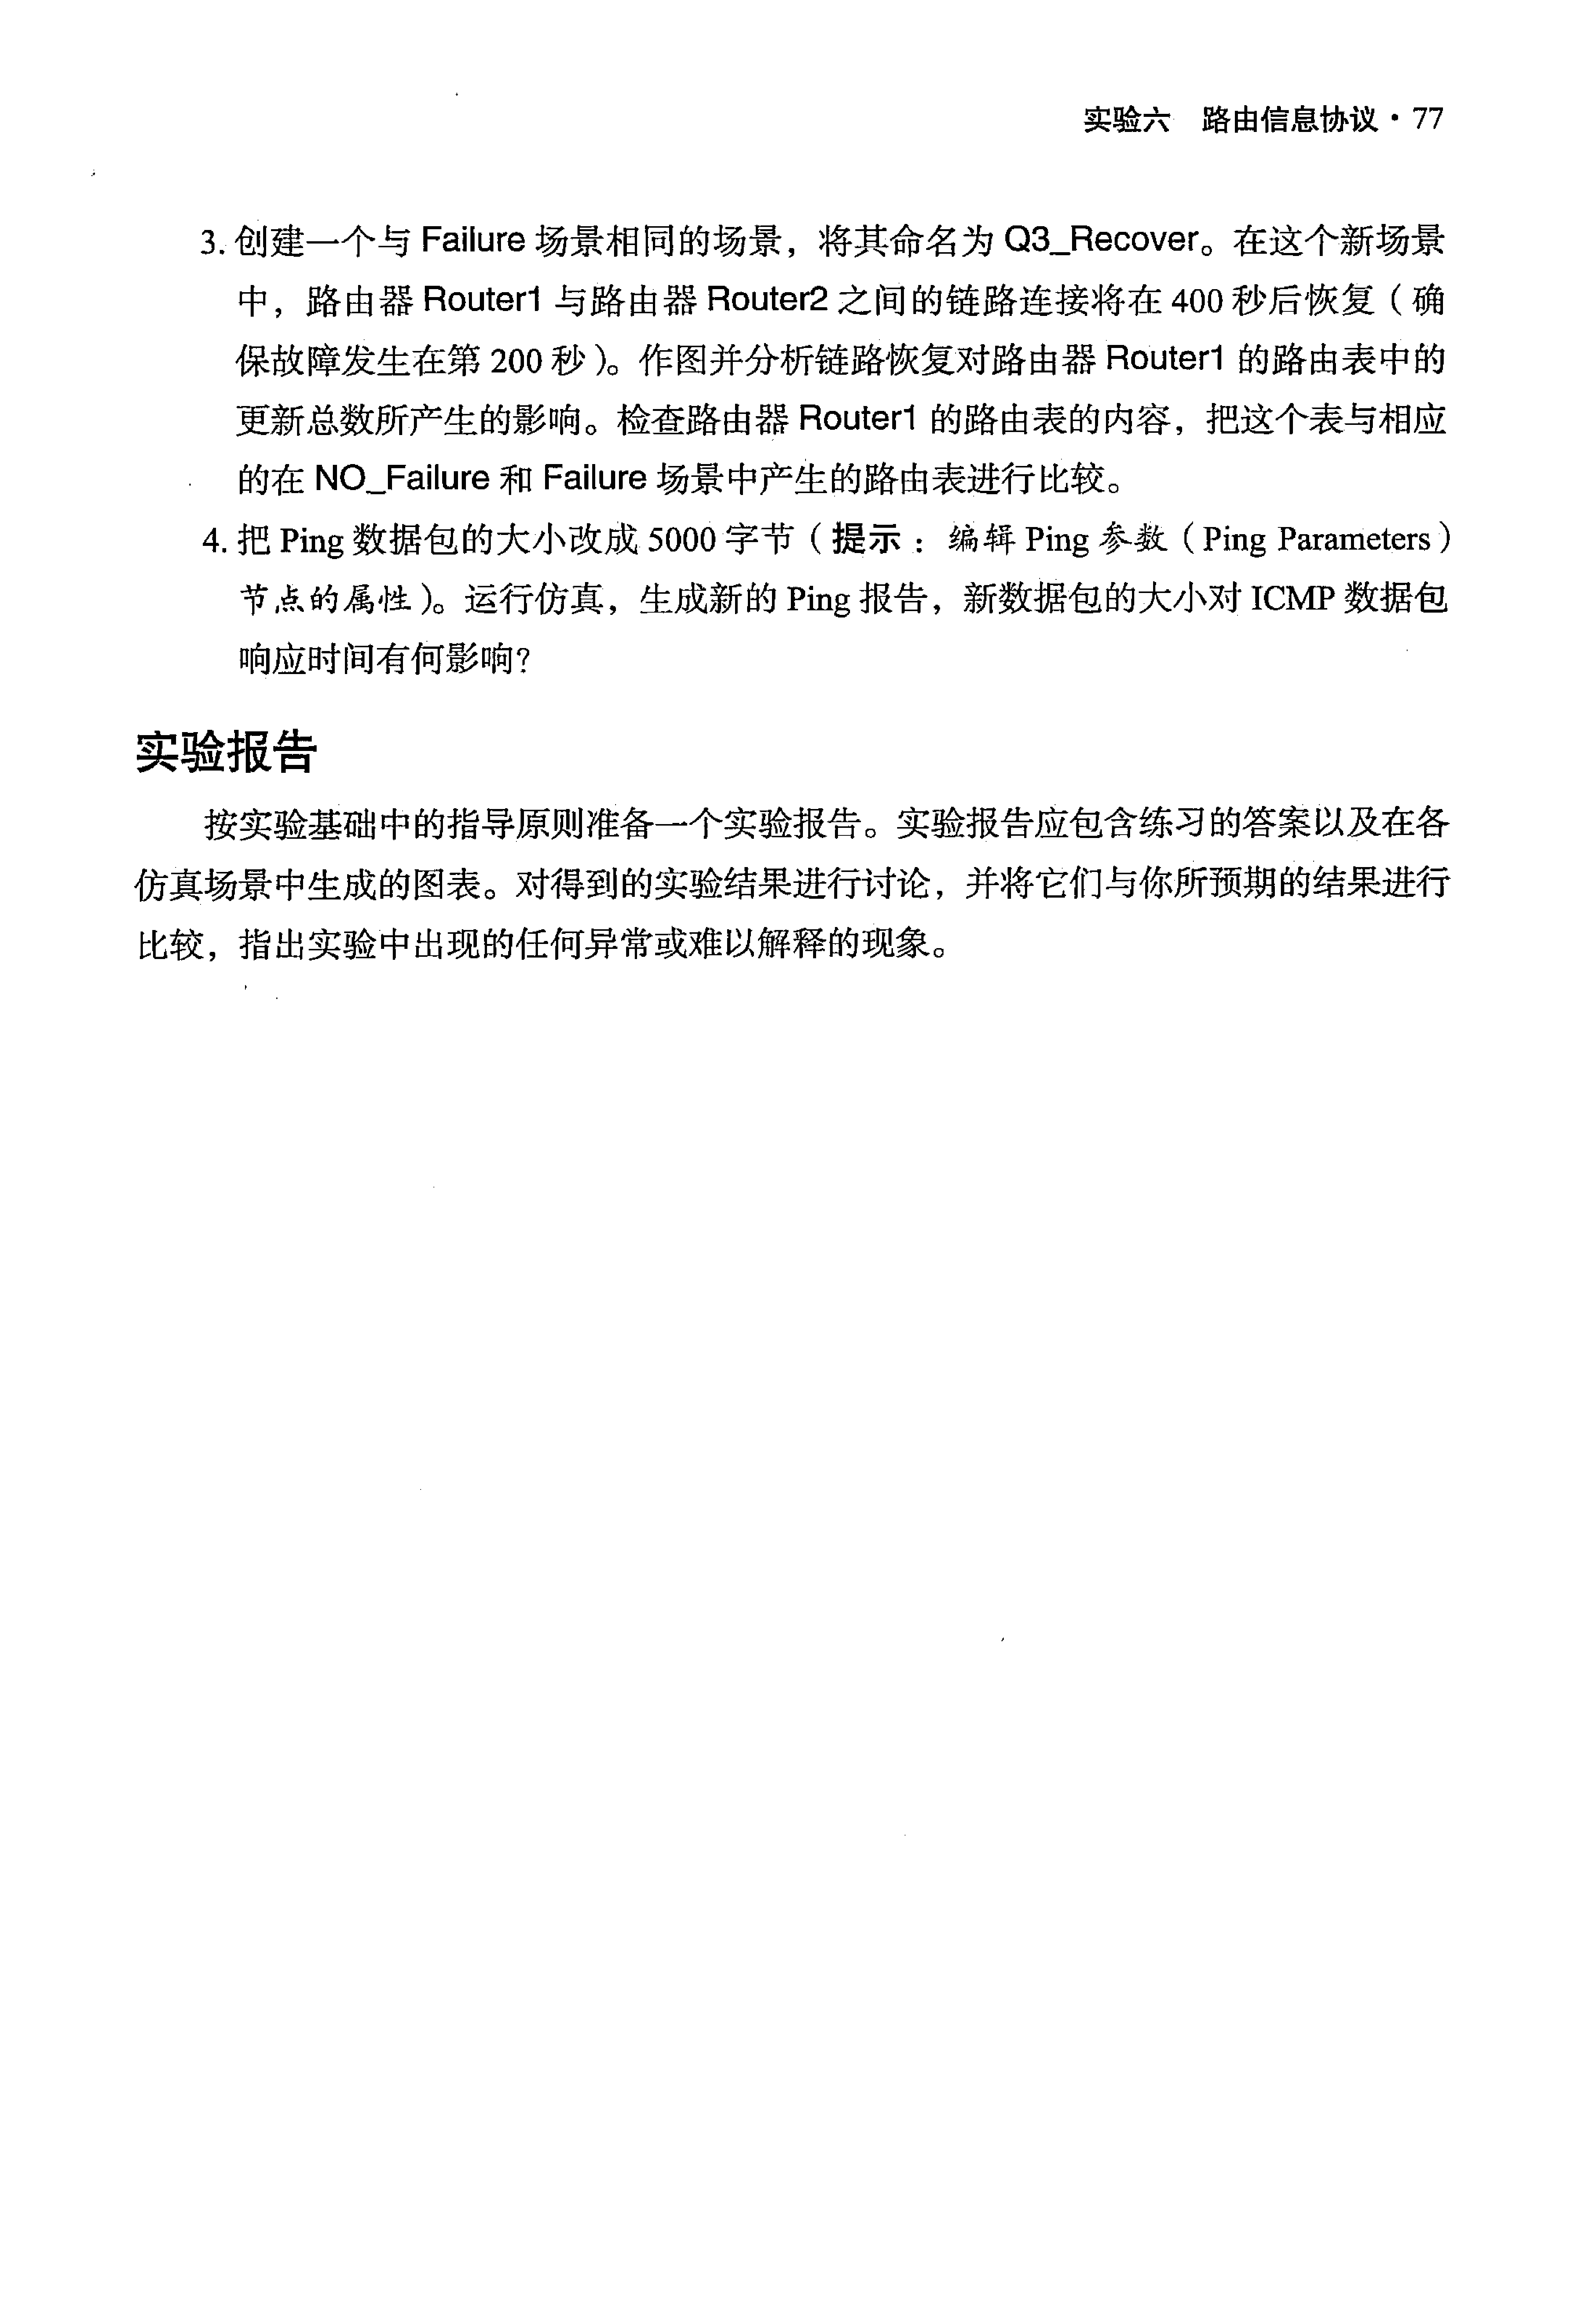 实验六 路由信息协议·77
3. 创建一个与 Failure 场景相同的场景，将其命名为 Q3_Recover。在这个新场景
中，路由器 Router1 与路由器 Router2 之间的链路连接将在 400 秒后恢复（确
保故障发生在第 200 秒）。作图并分析链路恢复对路由器 Router1 的路由表中的
更新总数所产生的影响。检查路由器 Router1 的路由表的内容，把这个表与相应
的在 NO_Failure 和 Failure 场景中产生的路由表进行比较。
4. 把 Ping 数据包的大小改成 5000 字节（提示：编辑 Ping 参数（Ping Parameters）
节点的属性）。运行仿真，生成新的 Ping 报告，新数据包的大小对 ICMP 数据包
响应时间有何影响？
实验报告
按实验基础中的指导原则准备一个实验报告。实验报告应包含练习的答案以及在各
仿真场景中生成的图表。对得到的实验结果进行讨论，并将它们与你所预期的结果进行
比较，指出实验中出现的任何异常或难以解释的现象。